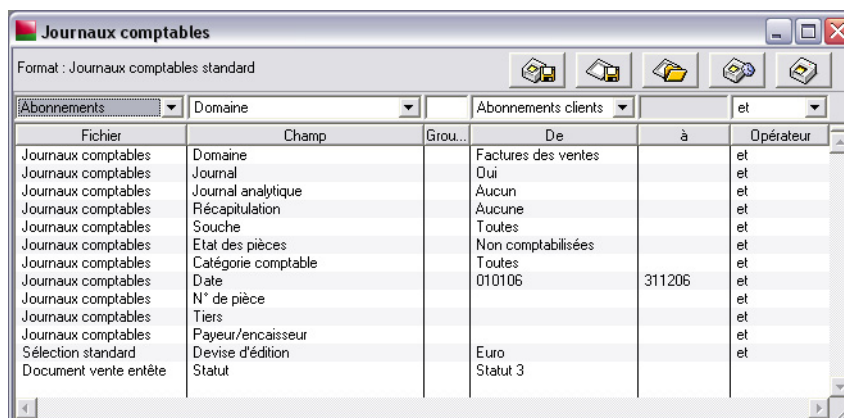 Journaux comptables
Format : Journaux comptables standard
Abonnements Domaine Abonnements clients et
Fichier Champ Grou... De à Opérateur
Journaux comptables Domaine Factures des ventes et
Journaux comptables Journal Oui et
Journaux comptables Journal analytique Aucun et
Journaux comptables Récapitulation Aucune et
Journaux comptables Souche Toutes et
Journaux comptables Etat des pièces Non comptabilisées et
Journaux comptables Catégorie comptable Toutes et
Journaux comptables Date 010106 311206 et
Journaux comptables N° de pièce et
Journaux comptables Tiers et
Journaux comptables Payeur/encaisseur et
Sélection standard Devise d'édition Euro et
Document vente entête Statut Statut 3